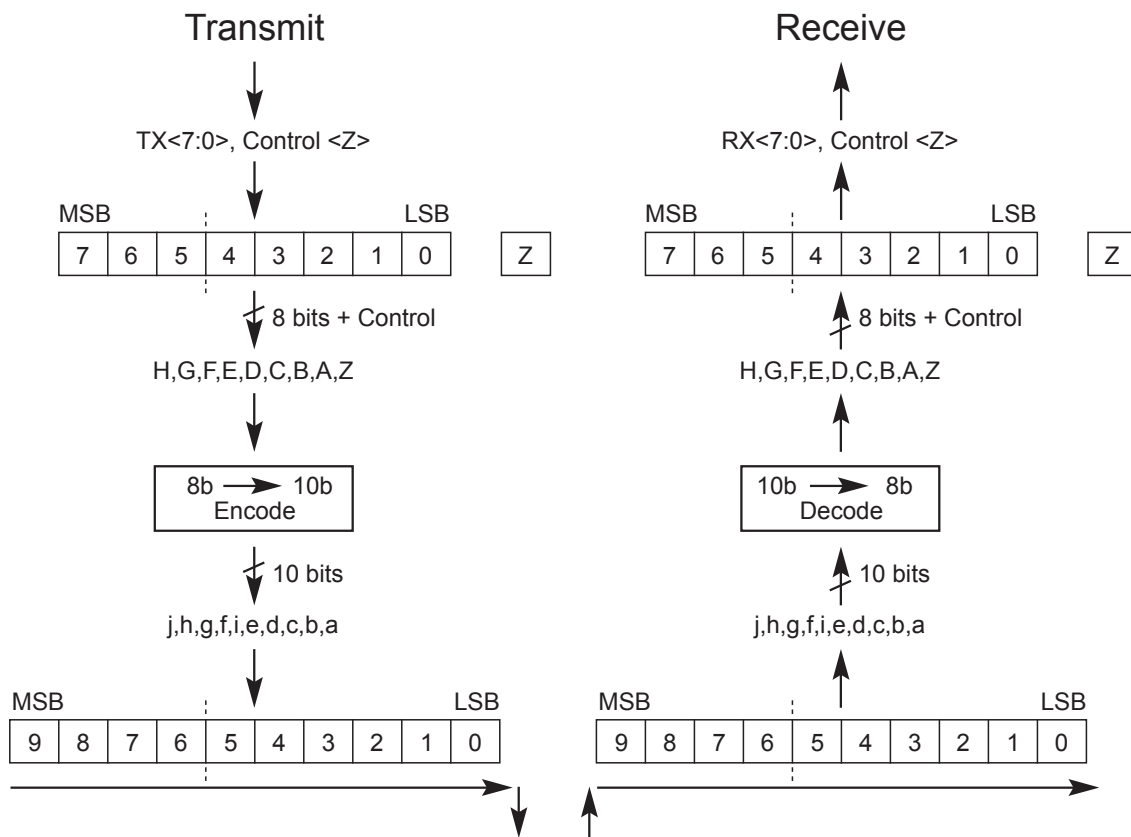 Transmit
TX<7:0>, Control <Z>
MSB LSB
7 6 5 4 3 2 1 0 Z
8 bits + Control
H,G,F,E,D,C,B,A,Z
8b 10b
Encode
10 bits
j,h,g,f,i,e,d,c,b,a
MSB LSB
9 8 7 6 5 4 3 2 1 0
Receive
RX<7:0>, Control <Z>
MSB LSB
7 6 5 4 3 2 1 0 Z
8 bits + Control
H,G,F,E,D,C,B,A,Z
10b 8b
Decode
10 bits
j,h,g,f,i,e,d,c,b,a
MSB LSB
9 8 7 6 5 4 3 2 1 0